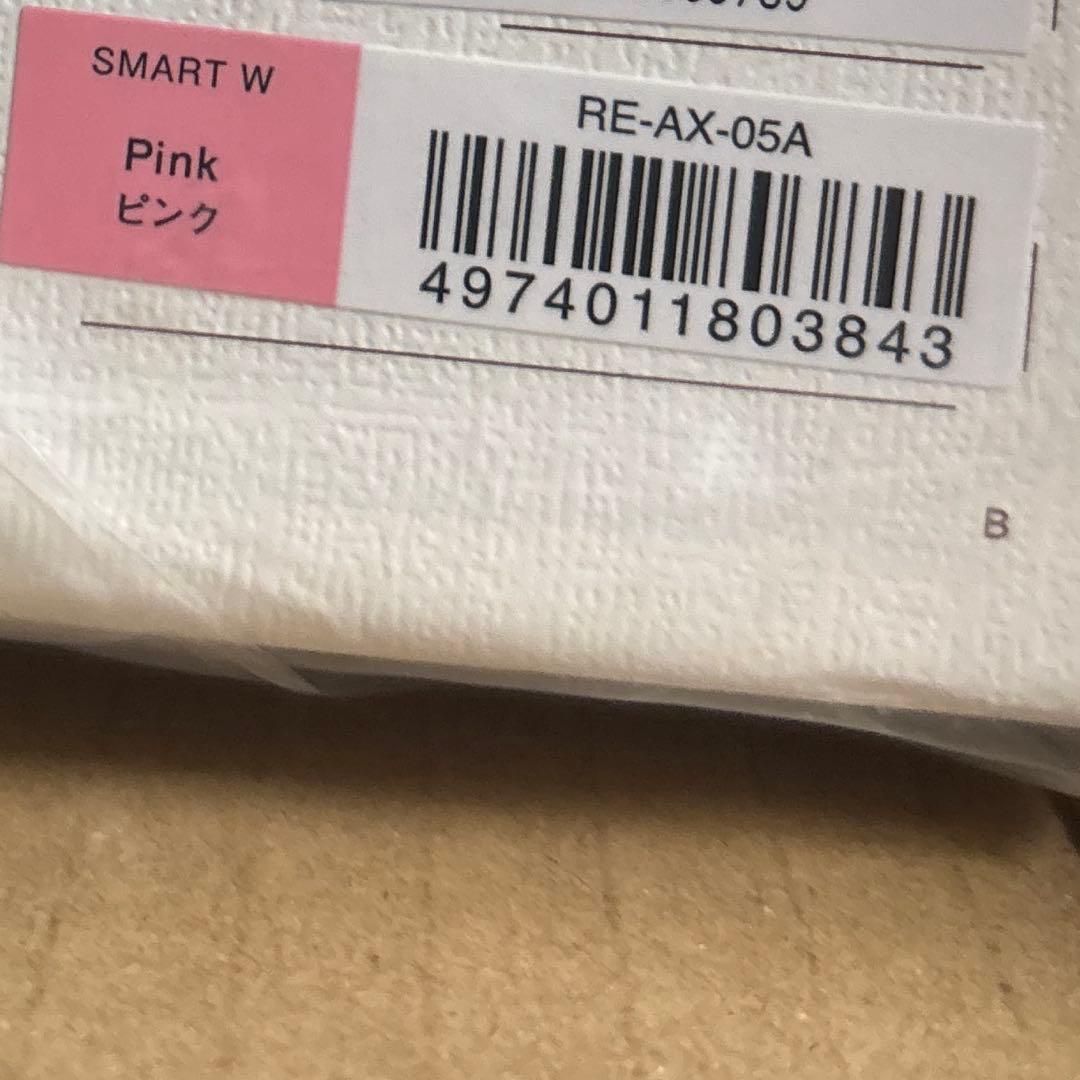 SMART W
Pink
ピンク
RE-AX-05A
4974011803843
B